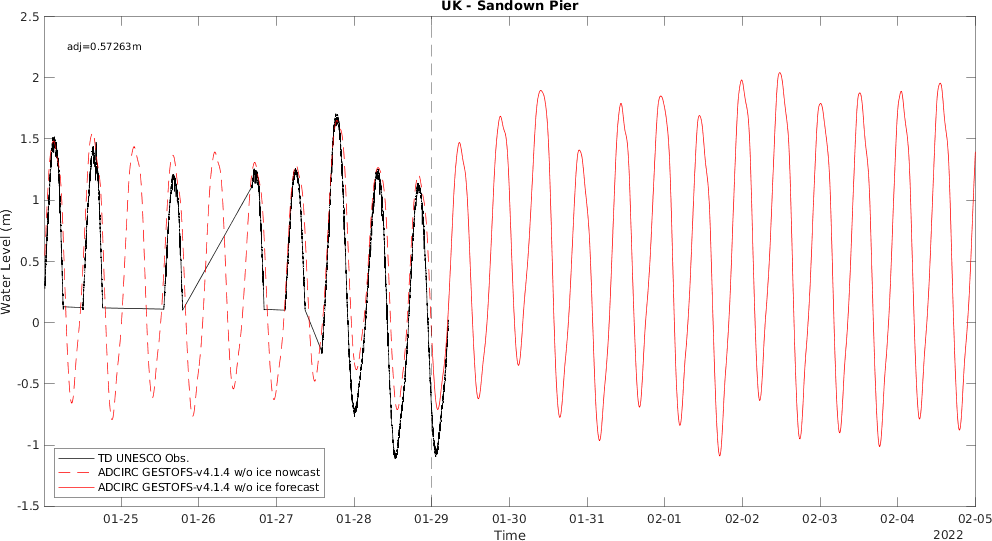 UK - Sandown Pier
adj=0.57263m
2.5
2
1.5
1
0.5
0
-0.5
-1
-1.5
Water Level (m)
TD UNESCO Obs.
ADCIRC GESTOFS-v4.1.4 w/o ice nowcast
ADCIRC GESTOFS-v4.1.4 w/o ice forecast
01-25 01-26 01-27 01-28 01-29 01-30 01-31 02-01 02-02 02-03 02-04 02-05
Time
2022